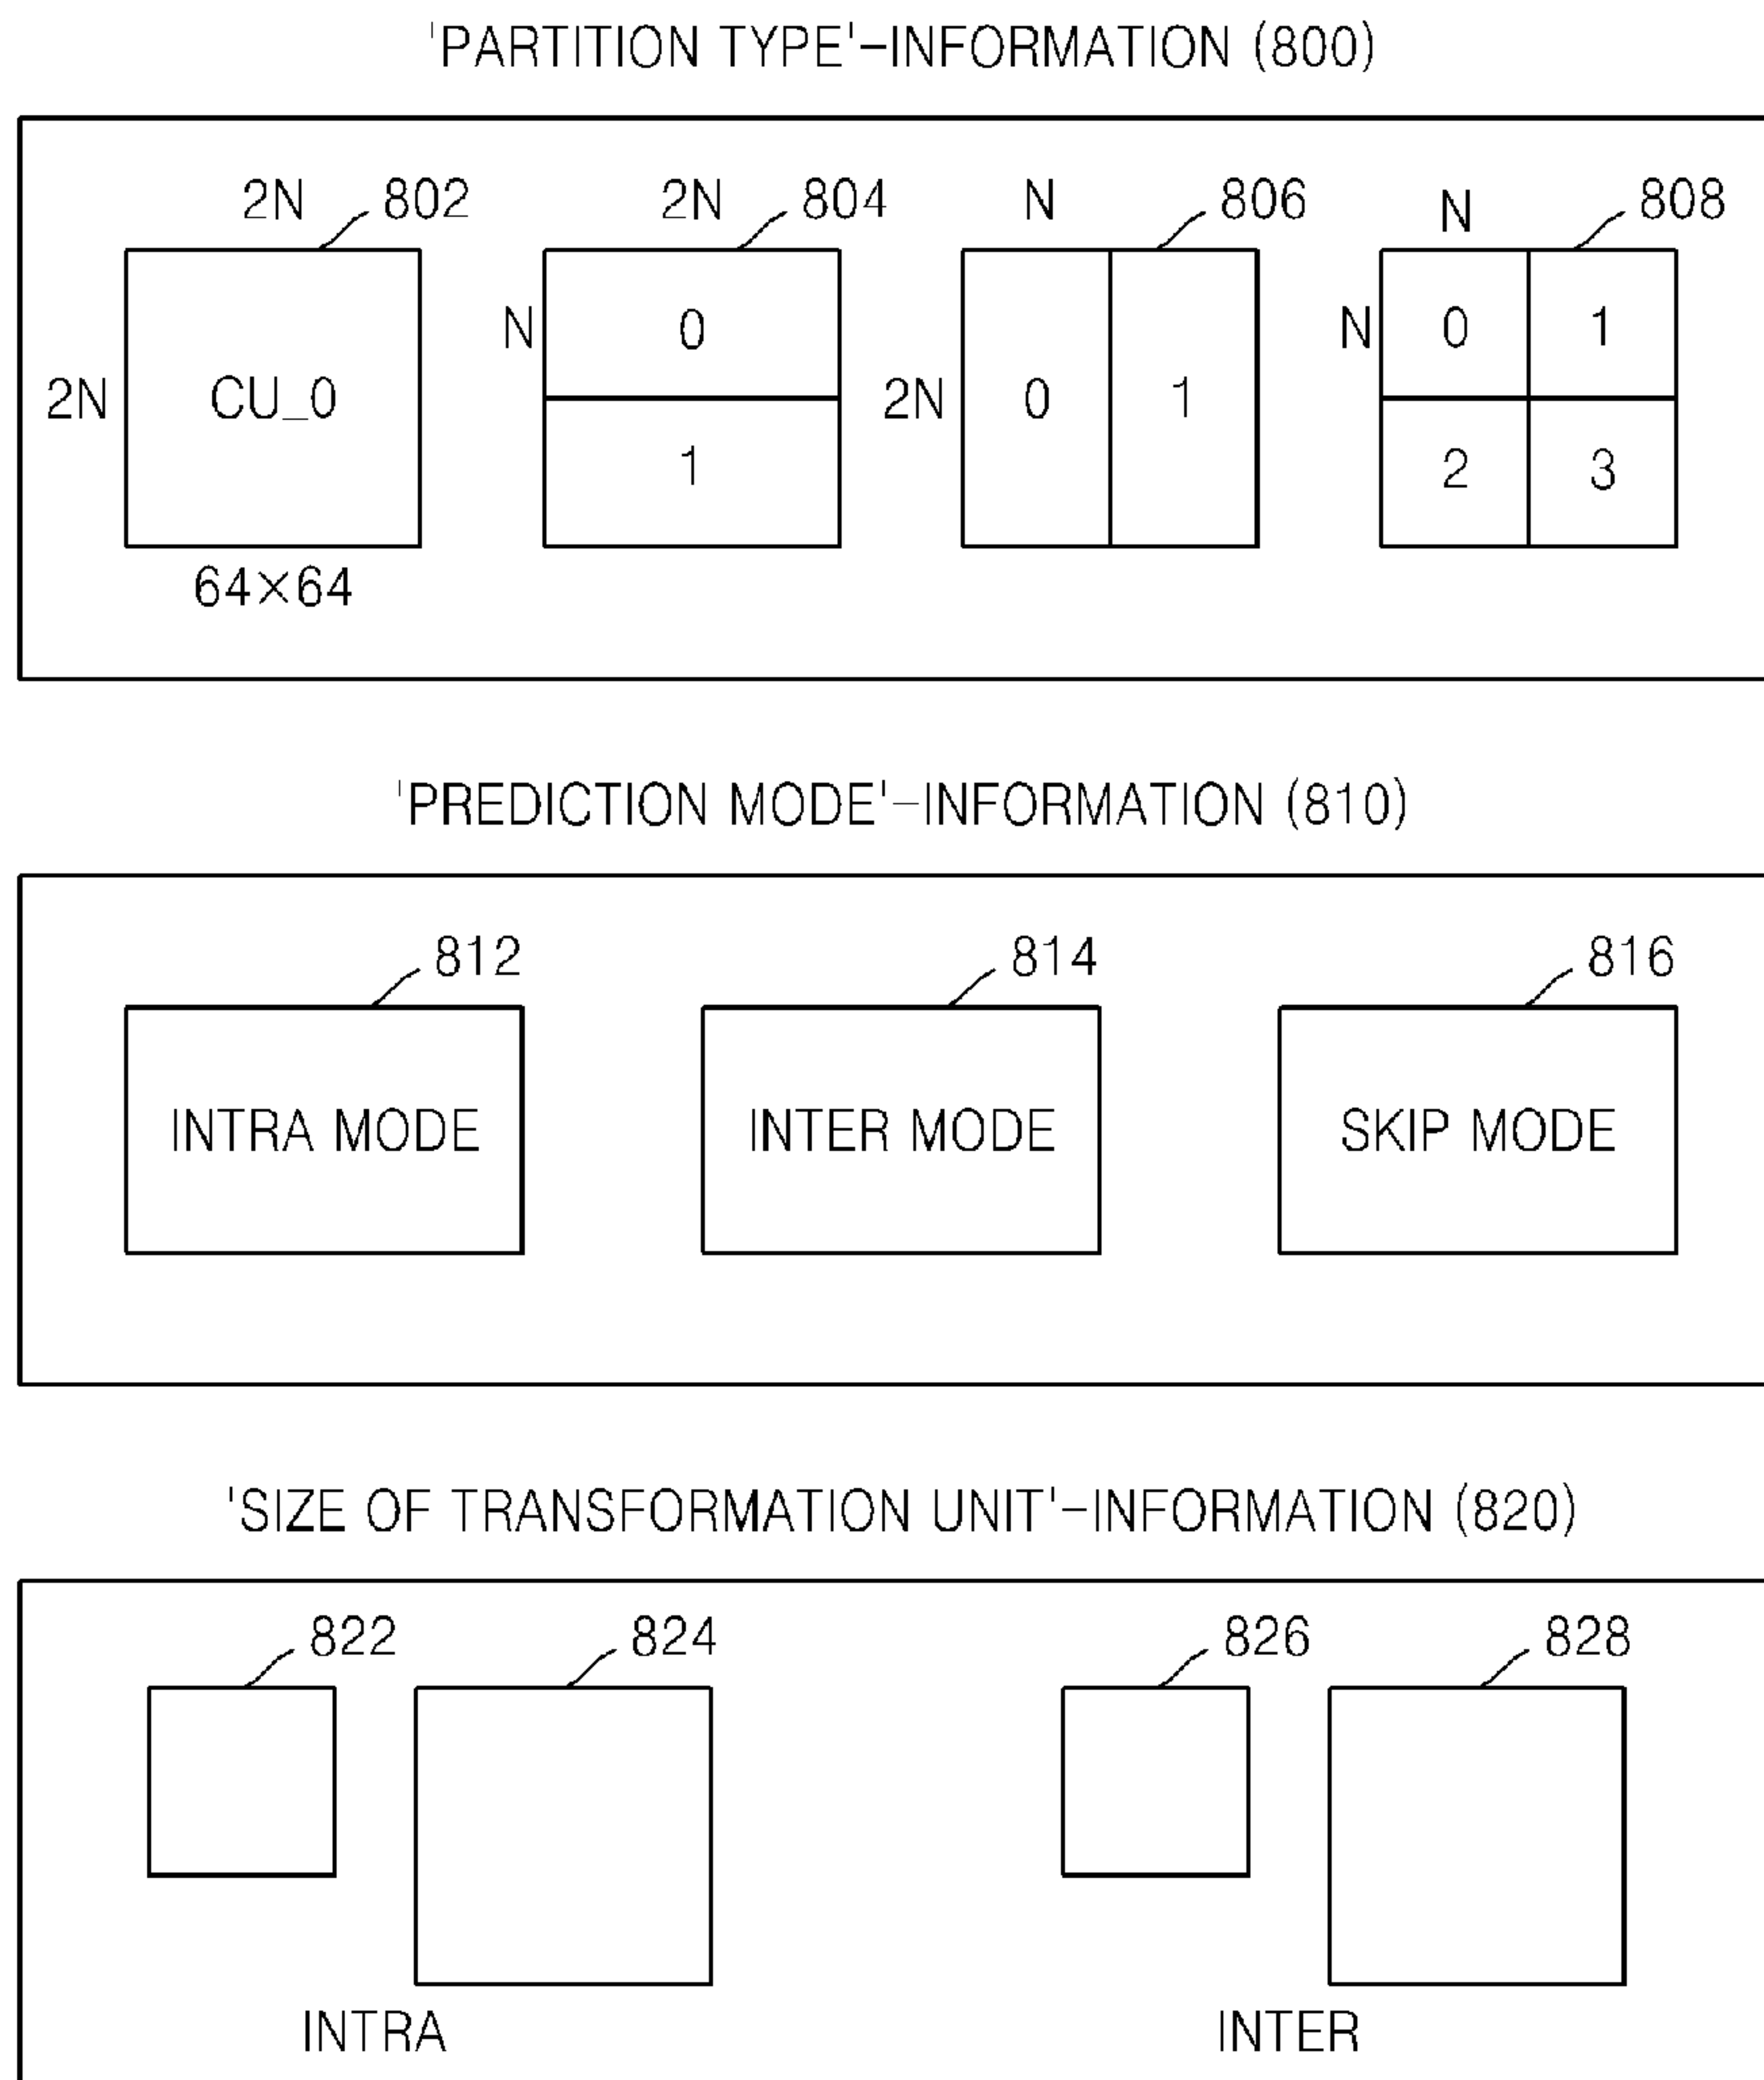 'PARTITION TYPE'-INFORMATION (800)
2N 802 2N 804 N 806 N 808
N 0 N 0 1
2N CU_0 2N 0 1
1 2 3
64×64
'PREDICTION MODE'-INFORMATION (810)
812 814 816
INTRA MODE INTER MODE SKIP MODE
'SIZE OF TRANSFORMATION UNIT'-INFORMATION (820)
822 824 826 828
INTRA INTER